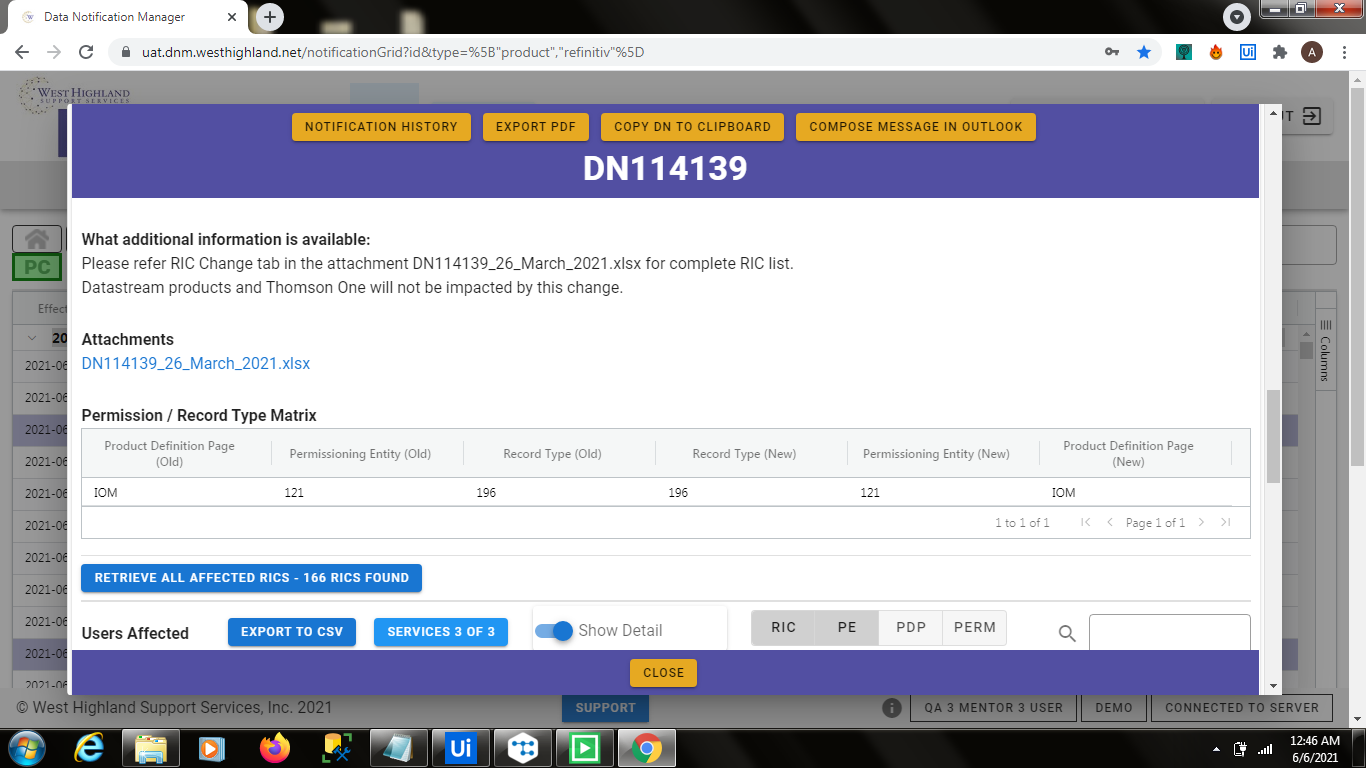 Data Notification Manager
uat.dnm.westhighland.net/notificationGrid?id&type=%5B"product","refinitiv"%5D
Ui
A
WEST HIGHLAND
SUPPORT SERVICES
NOTIFICATION HISTORY
EXPORT PDF
COPY DN TO CLIPBOARD
COMPOSE MESSAGE IN OUTLOOK
DN114139
PC
What additional information is available:
Please refer RIC Change tab in the attachment DN114139_26_March_2021.xlsx for complete RIC list.
Datastream products and Thomson One will not be impacted by this change.
Effect
20
Columns
2021-06
2021-06
2021-06
2021-06
2021-06
2021-06
2021-06
2021-06
2021-06
2021-06
2021-06
Attachments
DN114139_26_March_2021.xlsx
Permission / Record Type Matrix
Product Definition Page (Old)
Permissioning Entity (Old)
Record Type (Old)
Record Type (New)
Permissioning Entity (New)
Product Definition Page (New)
IOM 121 196 196 121 IOM
1 to 1 of 1
Page 1 of 1
RETRIEVE ALL AFFECTED RICS - 166 RICS FOUND
Users Affected
EXPORT TO CSV
SERVICES 3 OF 3
Show Detail
RIC PE PDP PERM
CLOSE
© West Highland Support Services, Inc. 2021
SUPPORT
QA 3 MENTOR 3 USER
DEMO
CONNECTED TO SERVER
Ui
12:46 AM
6/6/2021